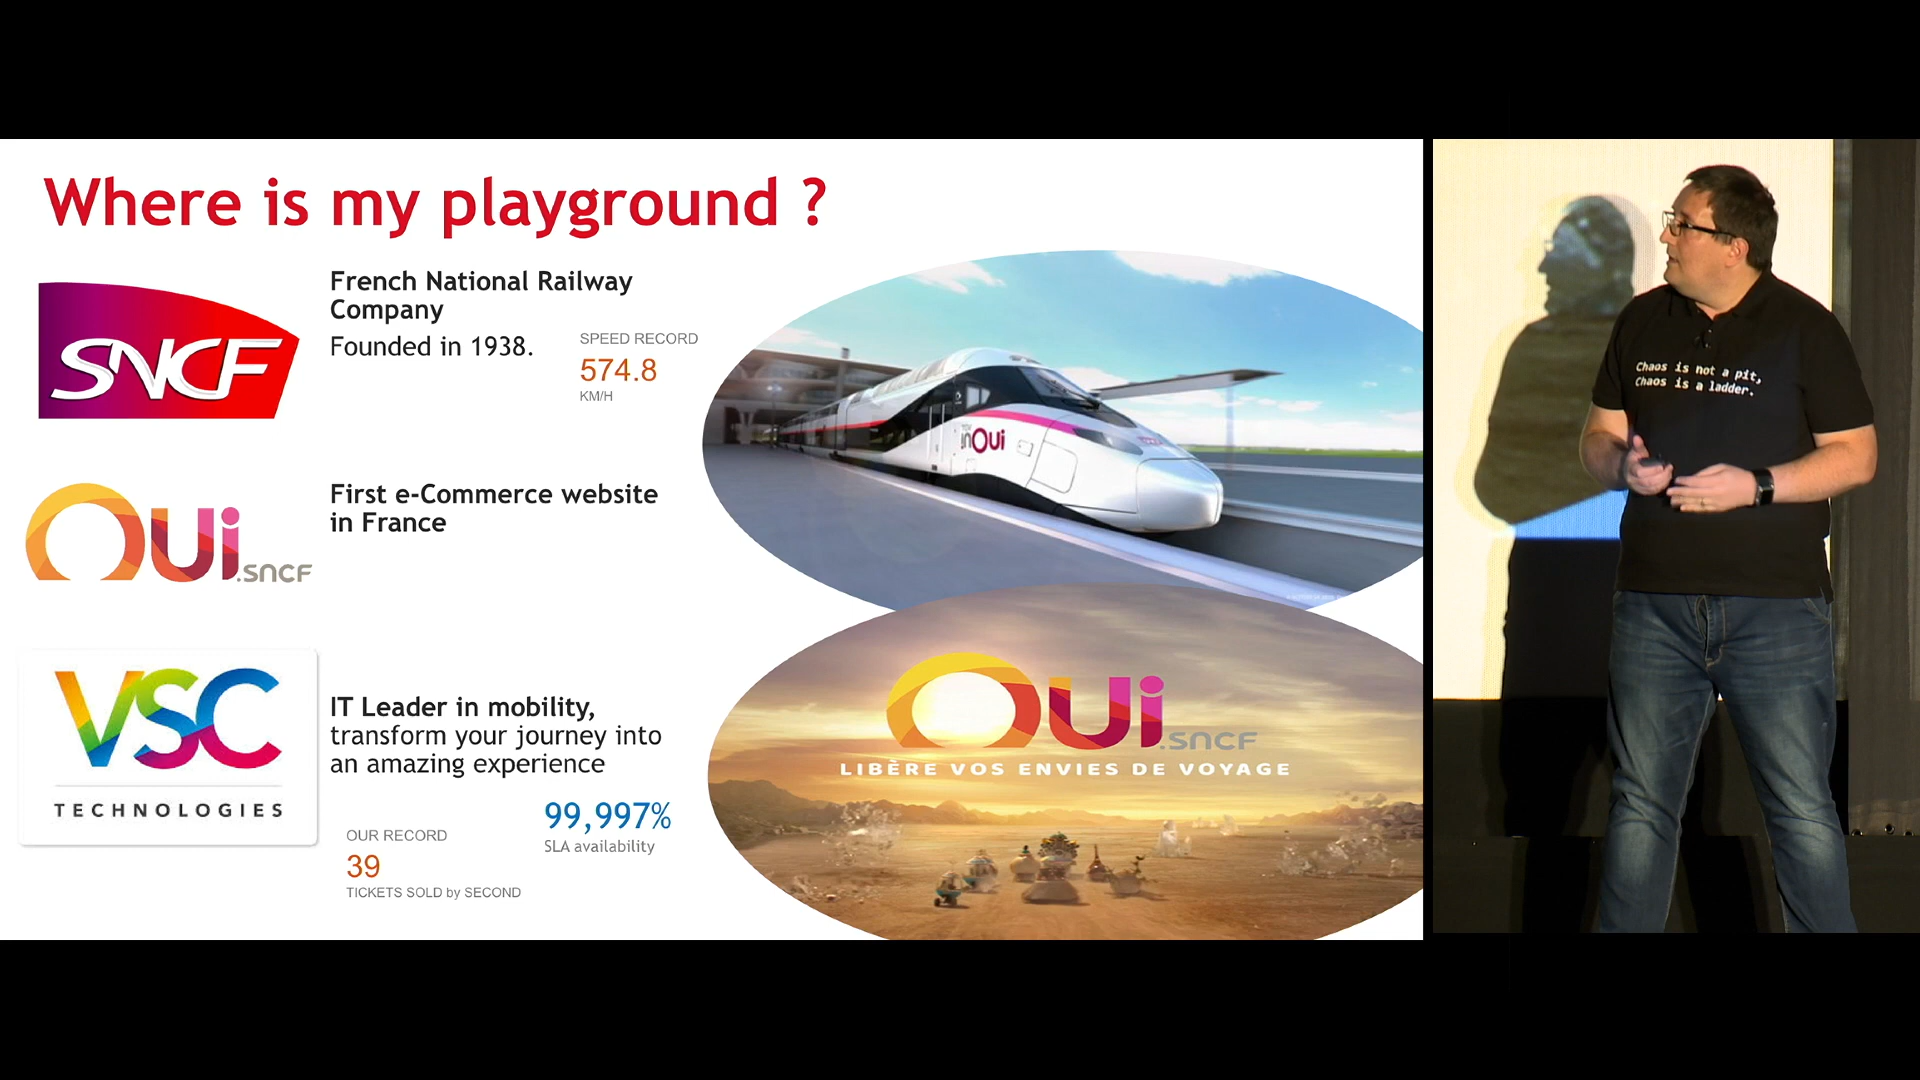 Where is my playground ?
SNCF
French National Railway
Company
Founded in 1938.
SPEED RECORD
574.8
KM/H
inOui
OUi.sncf
First e-Commerce website
in France
VSC
TECHNOLOGIES
IT Leader in mobility,
transform your journey into
an amazing experience
OUR RECORD
39
TICKETS SOLD by SECOND
99,997%
SLA availability
OUi.sncf
LIBÈRE VOS ENVIES DE VOYAGE
Chaos is not a pit,
Chaos is a ladder.